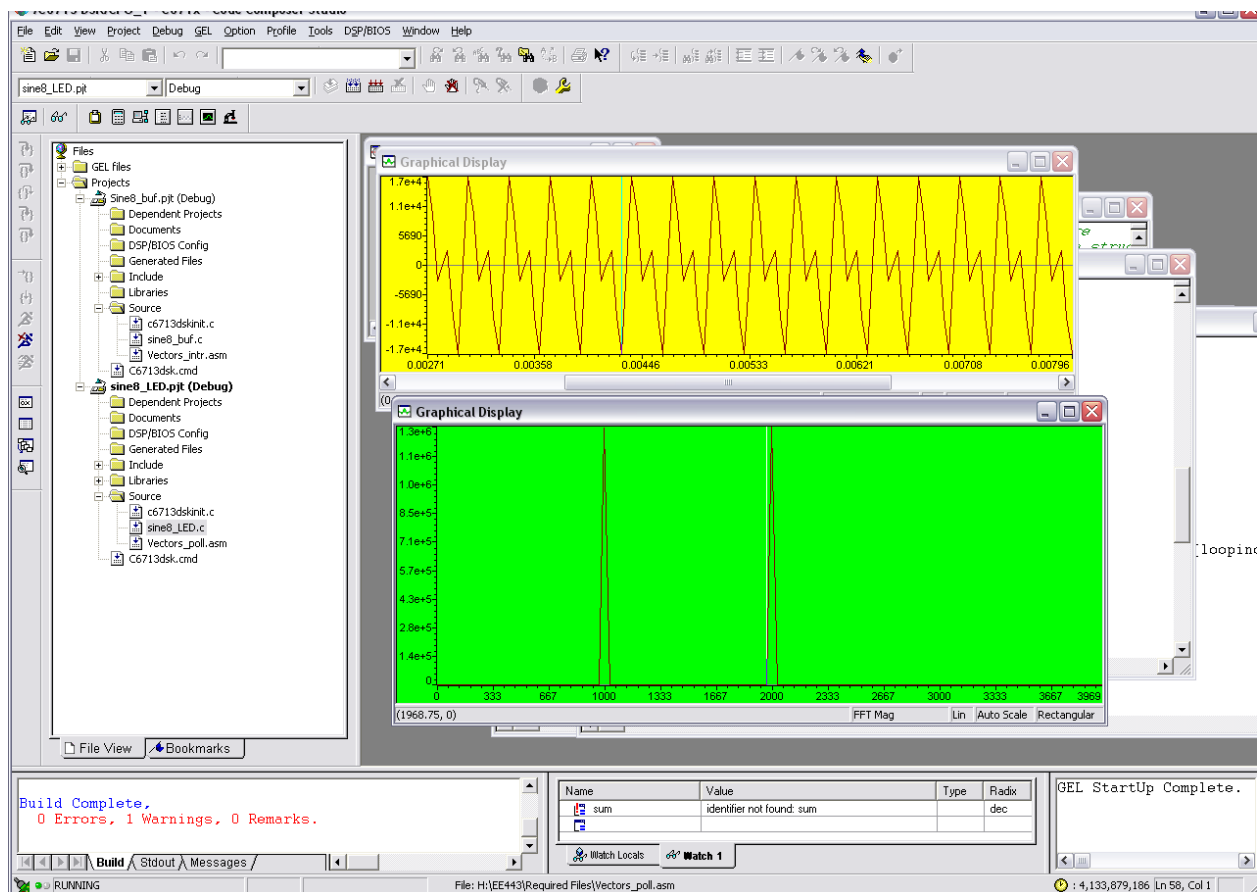 File Edit View Project Debug GEL Option Profile Tools DSP/BIOS Window Help
sine8_LED.pjt Debug
Files
GEL files
Projects
Sine8_buf.pjt (Debug)
Dependent Projects
Documents
DSP/BIOS Config
Generated Files
Include
Libraries
Source
c6713dskinit.c
sine8_buf.c
Vectors_intr.asm
C6713dsk.cmd
sine8_LED.pjt (Debug)
Dependent Projects
Documents
DSP/BIOS Config
Generated Files
Include
Libraries
Source
c6713dskinit.c
sine8_LED.c
Vectors_poll.asm
C6713dsk.cmd
File View Bookmarks
Graphical Display
1.7e+4
1.1e+4
5690
0
-5690
-1.1e+4
-1.7e+4
0.00271 0.00358 0.00446 0.00533 0.00621 0.00708 0.00796
(0
Graphical Display
1.3e+6
1.1e+6
1.0e+6
8.5e+5
7.1e+5
5.7e+5
4.3e+5
2.8e+5
1.4e+5
0
0 333 667 1000 1333 1667 2000 2333 2667 3000 3333 3667 3969
(1968.75, 0) FFT Mag Lin Auto Scale Rectangular
Build Complete,
0 Errors, 1 Warnings, 0 Remarks.
Build Stdout Messages
Name Value Type Radix
sum identifier not found: sum dec
Watch Locals Watch 1
GEL StartUp Complete.
RUNNING File: H:\EE443\Required Files\Vectors_poll.asm : 4,133,879,186 Ln 58, Col 1